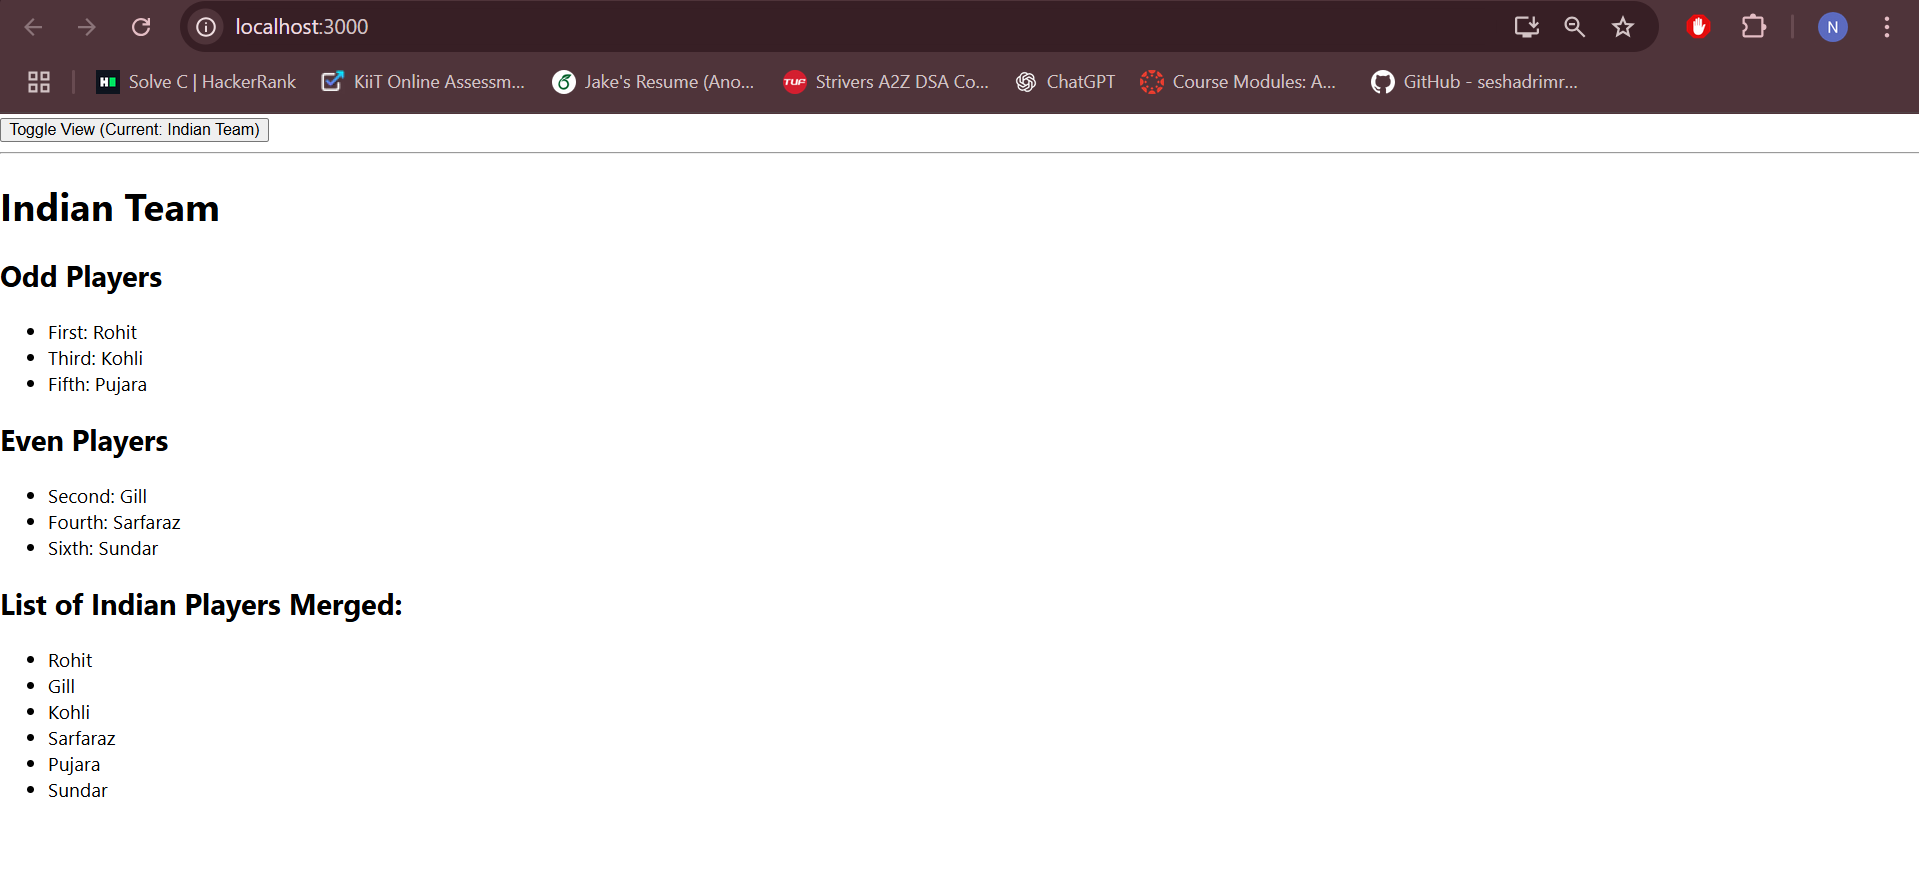 localhost:3000
N
Solve C | HackerRank
KiiT Online Assessm...
Jake's Resume (Ano...
TUF
Strivers A2Z DSA Co...
ChatGPT
Course Modules: A...
GitHub - seshadrimr...
Toggle View (Current: Indian Team)
Indian Team
Odd Players
First: Rohit
Third: Kohli
Fifth: Pujara
Even Players
Second: Gill
Fourth: Sarfaraz
Sixth: Sundar
List of Indian Players Merged:
Rohit
Gill
Kohli
Sarfaraz
Pujara
Sundar